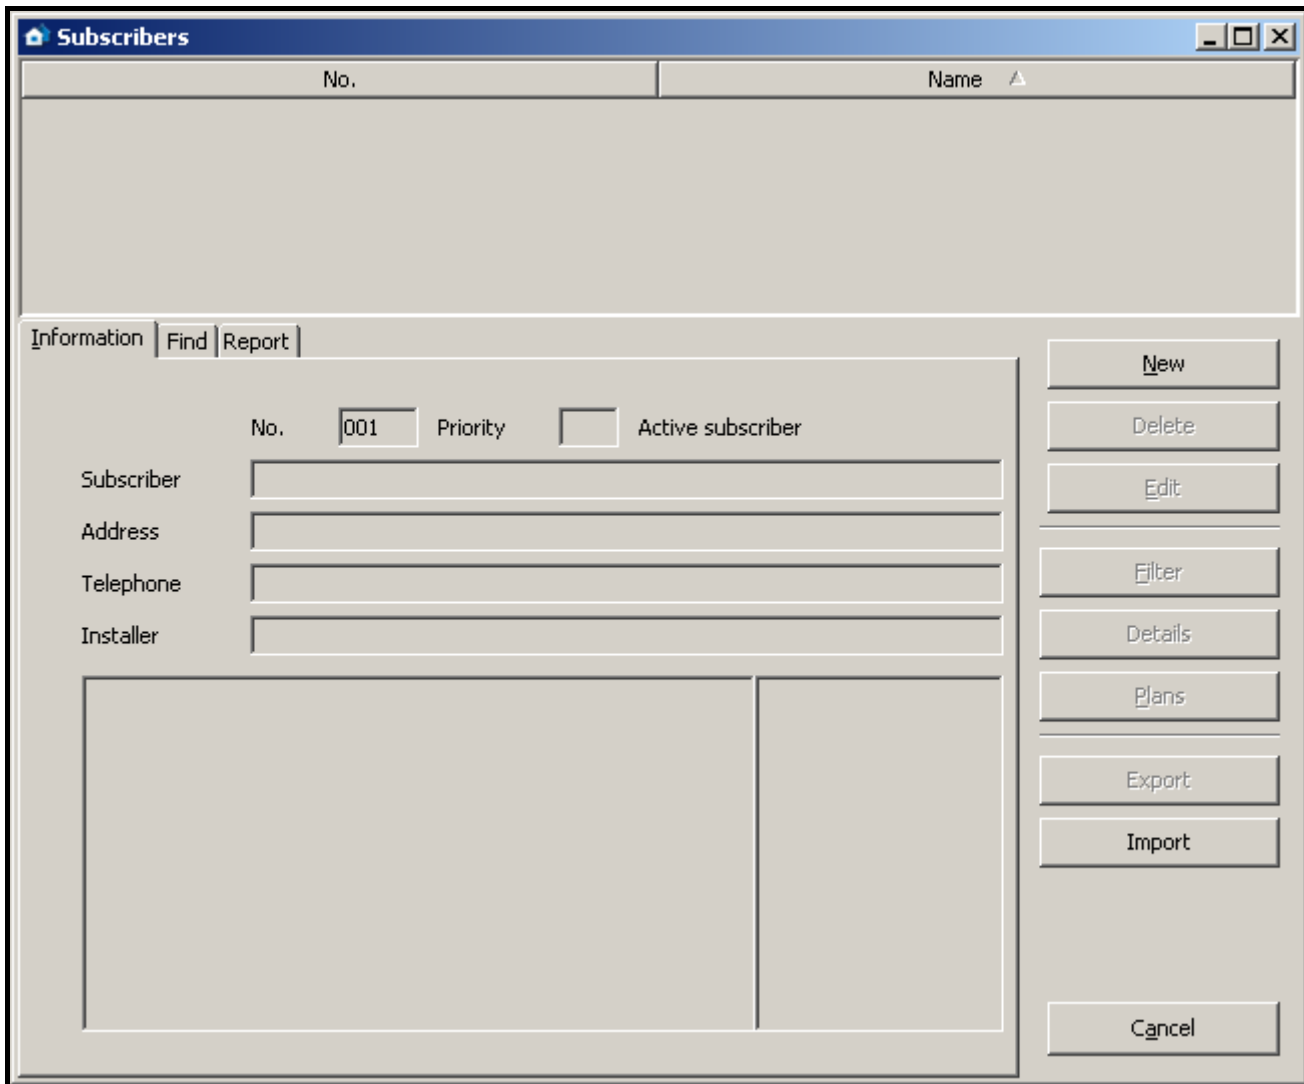 Subscribers
No. Name
Information Find Report
New
No. 001 Priority Active subscriber
Delete
Subscriber
Edit
Address
Telephone
Filter
Installer
Details
Plans
Export
Import
Cancel